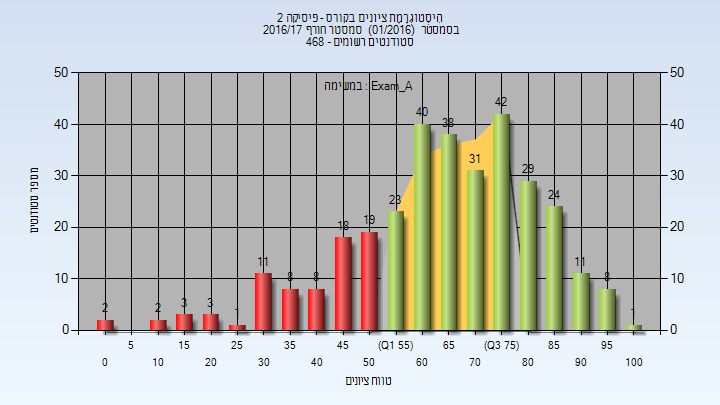 היסטוגרמת ציונים בקורס - פיסיקה 2
בסמסטר (01/2016) סמסטר חורף 2016/17
סטודנטים רשומים - 468
במשימה : Exam_A
מספר סטודנטים
50 50
40 40
30 30
20 20
10 10
0 0
2 2 3 3 1 11 8 8 18 19 23 40 38 31 42 29 24 11 8 1
5 15 25 35 45 (Q1 55) 65 (Q3 75) 85 95
0 10 20 30 40 50 60 70 80 90 100
טווח ציונים